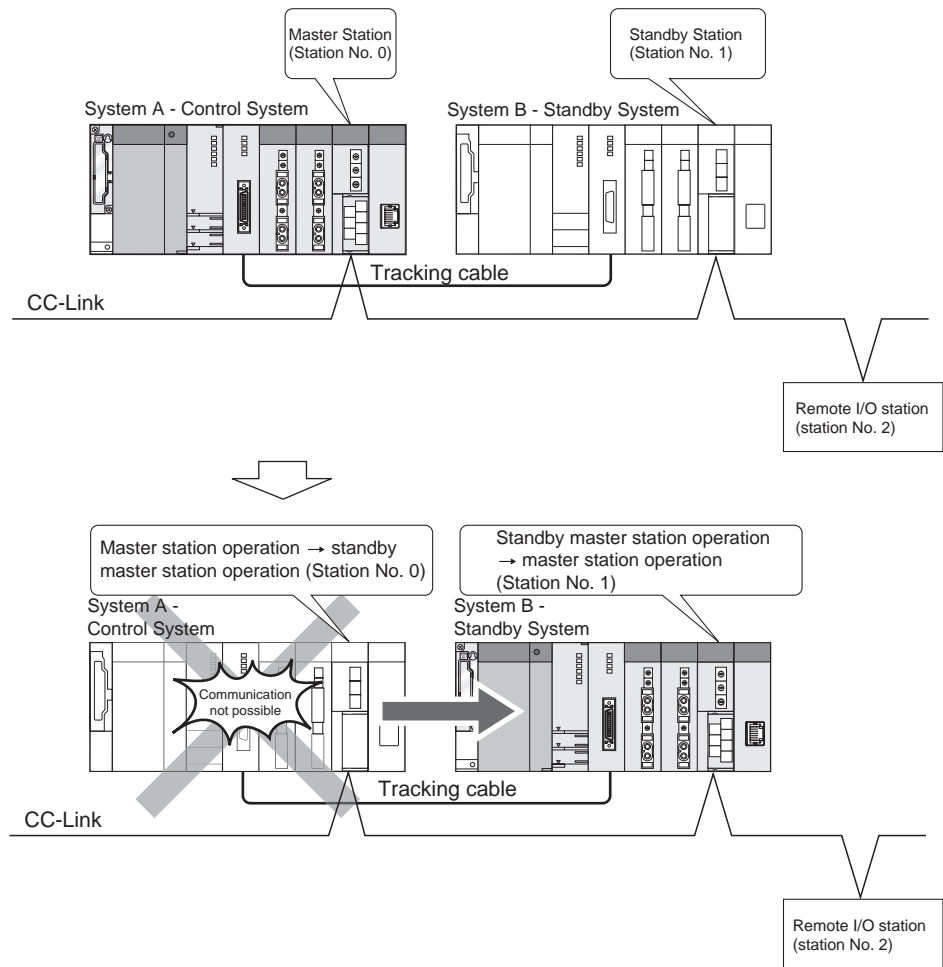 Master Station
(Station No. 0)
Standby Station
(Station No. 1)
System A - Control System
System B - Standby System
Tracking cable
CC-Link
Remote I/O station
(station No. 2)
Master station operation → standby
master station operation (Station No. 0)
Standby master station operation
→ master station operation
(Station No. 1)
System A -
Control System
System B -
Standby System
Communication
not possible
Tracking cable
CC-Link
Remote I/O station
(station No. 2)